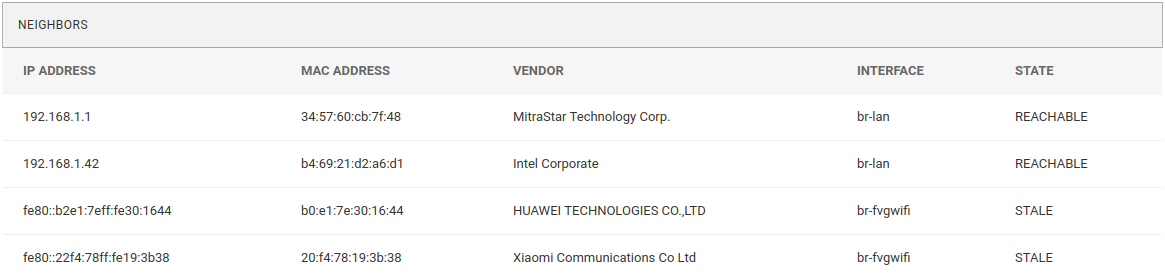 NEIGHBORS
IP ADDRESS MAC ADDRESS VENDOR INTERFACE STATE
192.168.1.1 34:57:60:cb:7f:48 MitraStar Technology Corp. br-lan REACHABLE
192.168.1.42 b4:69:21:d2:a6:d1 Intel Corporate br-lan REACHABLE
fe80::b2e1:7eff:fe30:1644 b0:e1:7e:30:16:44 HUAWEI TECHNOLOGIES CO.,LTD br-fvgwifi STALE
fe80::22f4:78ff:fe19:3b38 20:f4:78:19:3b:38 Xiaomi Communications Co Ltd br-fvgwifi STALE